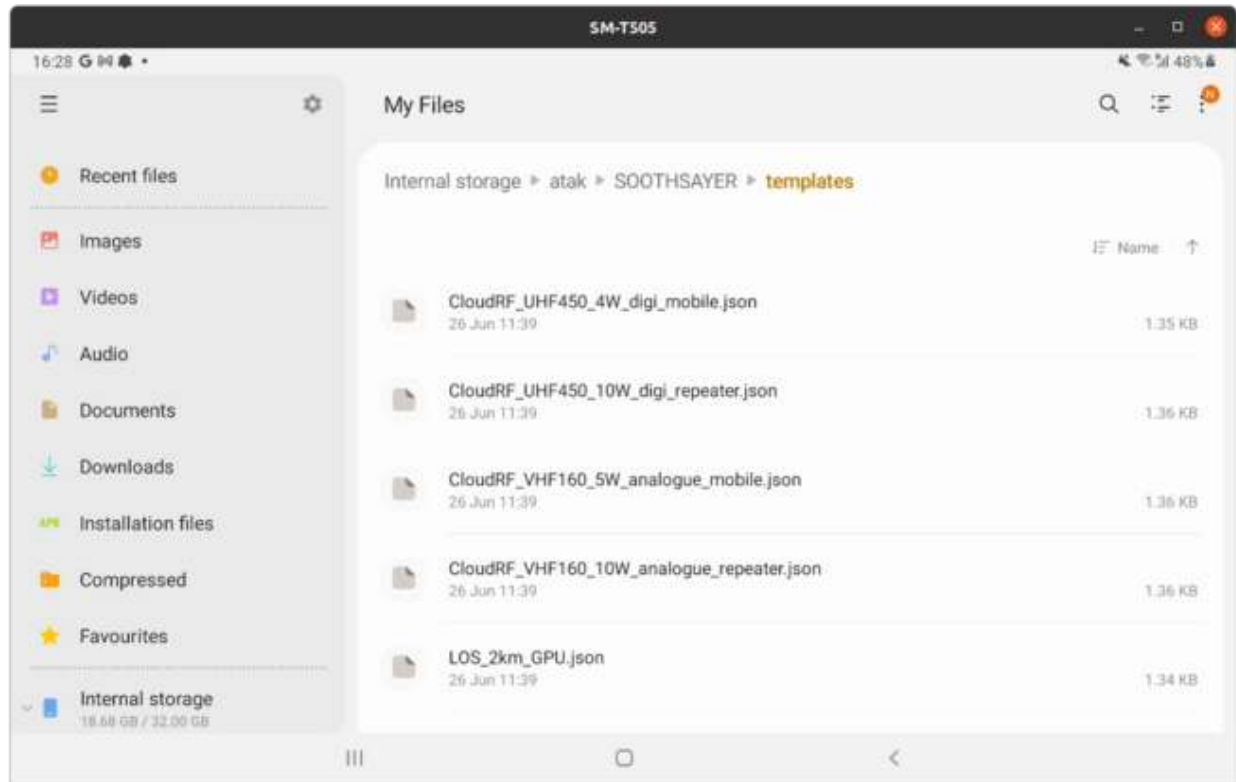 SM-T505
16:28 G
48%
My Files
Recent files
Images
Videos
Audio
Documents
Downloads
APK Installation files
Compressed
Favourites
Internal storage
18.68 GB / 32.00 GB
Internal storage atak SOOTHSAYER templates
Name
CloudRF_UHF450_4W_digi_mobile.json
26 Jun 11:39
1.35 KB
CloudRF_UHF450_10W_digi_repeater.json
26 Jun 11:39
1.36 KB
CloudRF_VHF160_5W_analogue_mobile.json
26 Jun 11:39
1.36 KB
CloudRF_VHF160_10W_analogue_repeater.json
26 Jun 11:39
1.36 KB
LOS_2km_GPU.json
26 Jun 11:39
1.34 KB